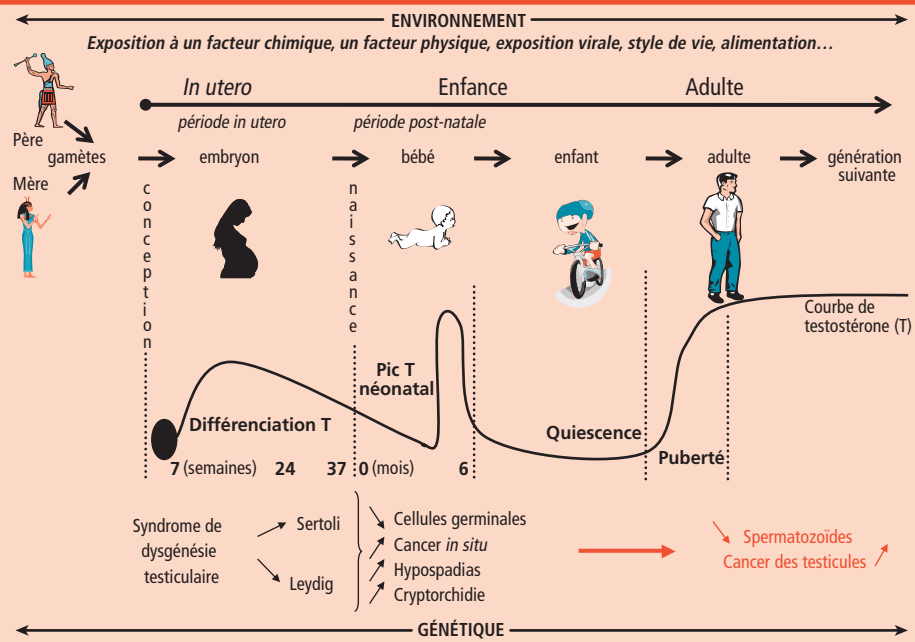 ENVIRONNEMENT
Exposition à un facteur chimique, un facteur physique, exposition virale, style de vie, alimentation…
In utero
Enfance
Adulte
période in utero
période post-natale
Père
Mère
gamètes
embryon
bébé
enfant
adulte
génération
suivante
conception
naissance
Courbe de
testostérone (T)
Pic T
néonatal
Différenciation T
Quiescence
Puberté
7 (semaines) 24 37 0 (mois) 6
Syndrome de
dysgénésie
testiculaire
Sertoli
Leydig
Cellules germinales
Cancer in situ
Hypospadias
Cryptorchidie
Spermatozoïdes
Cancer des testicules
GÉNÉTIQUE